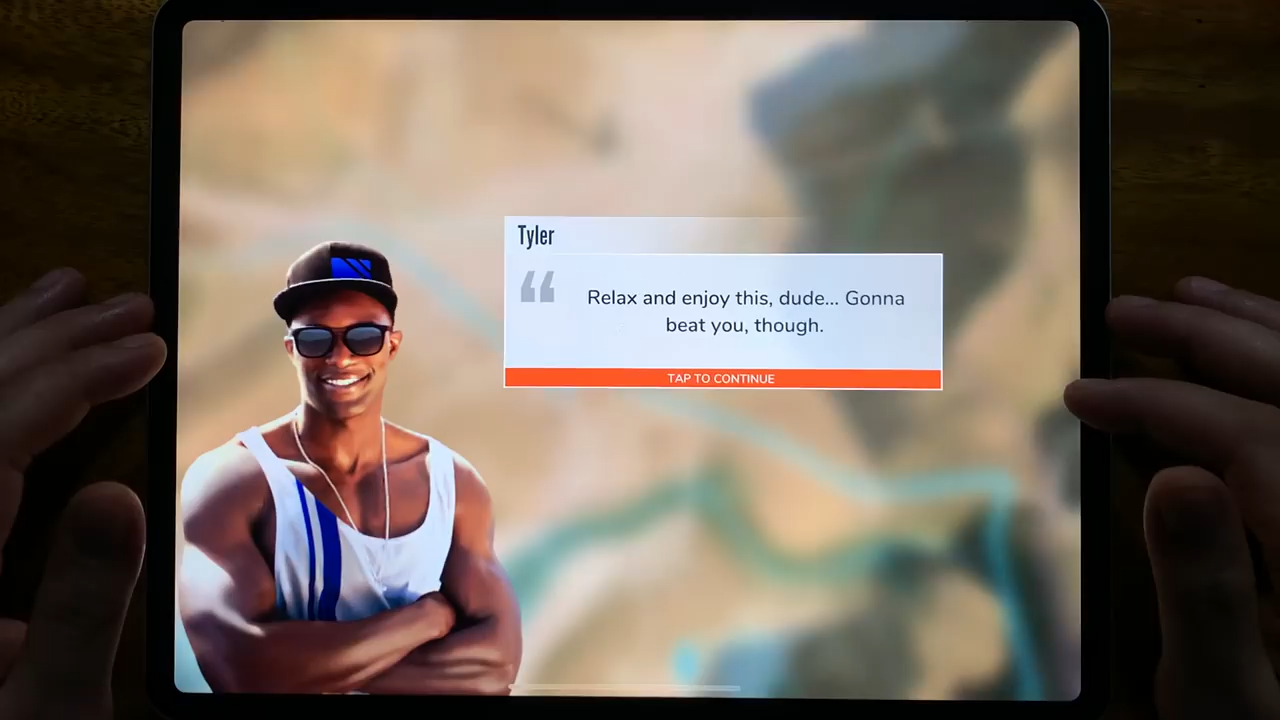 Tyler
Relax and enjoy this, dude... Gonna
beat you, though.
TAP TO CONTINUE